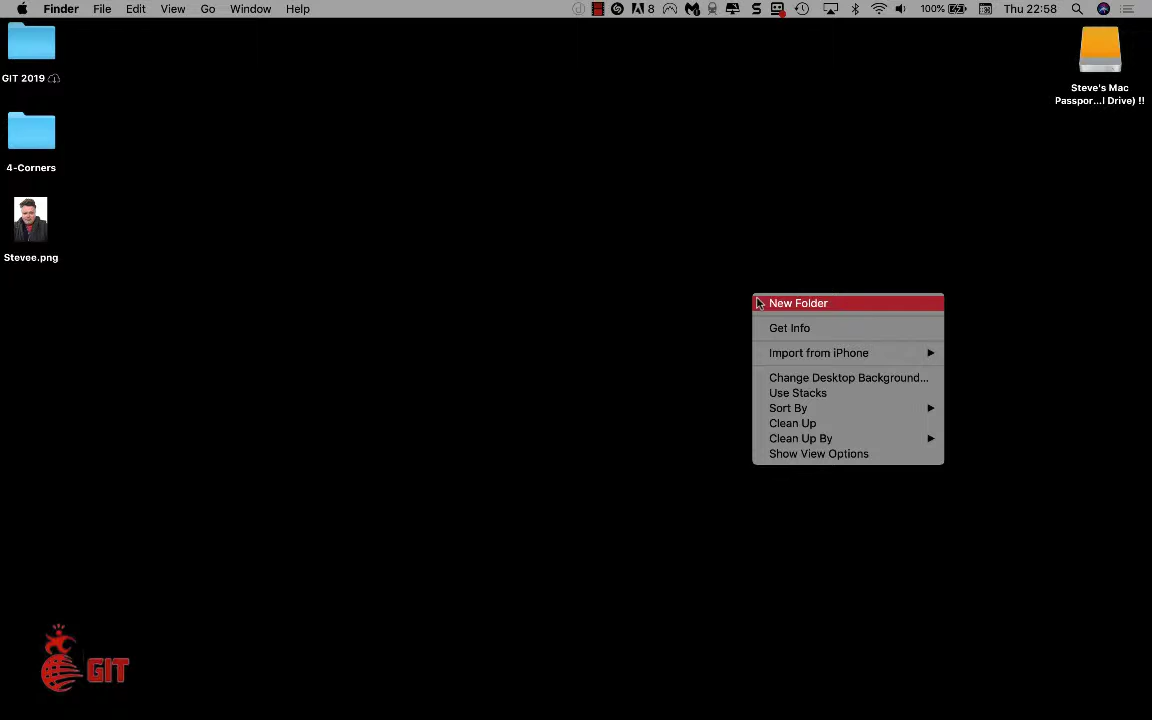 Finder File Edit View Go Window Help
8 100% Thu 22:58
GIT 2019
Steve's Mac
Passpor...l Drive) !!
4-Corners
Stevee.png
New Folder
Get Info
Import from iPhone
Change Desktop Background...
Use Stacks
Sort By
Clean Up
Clean Up By
Show View Options
GIT